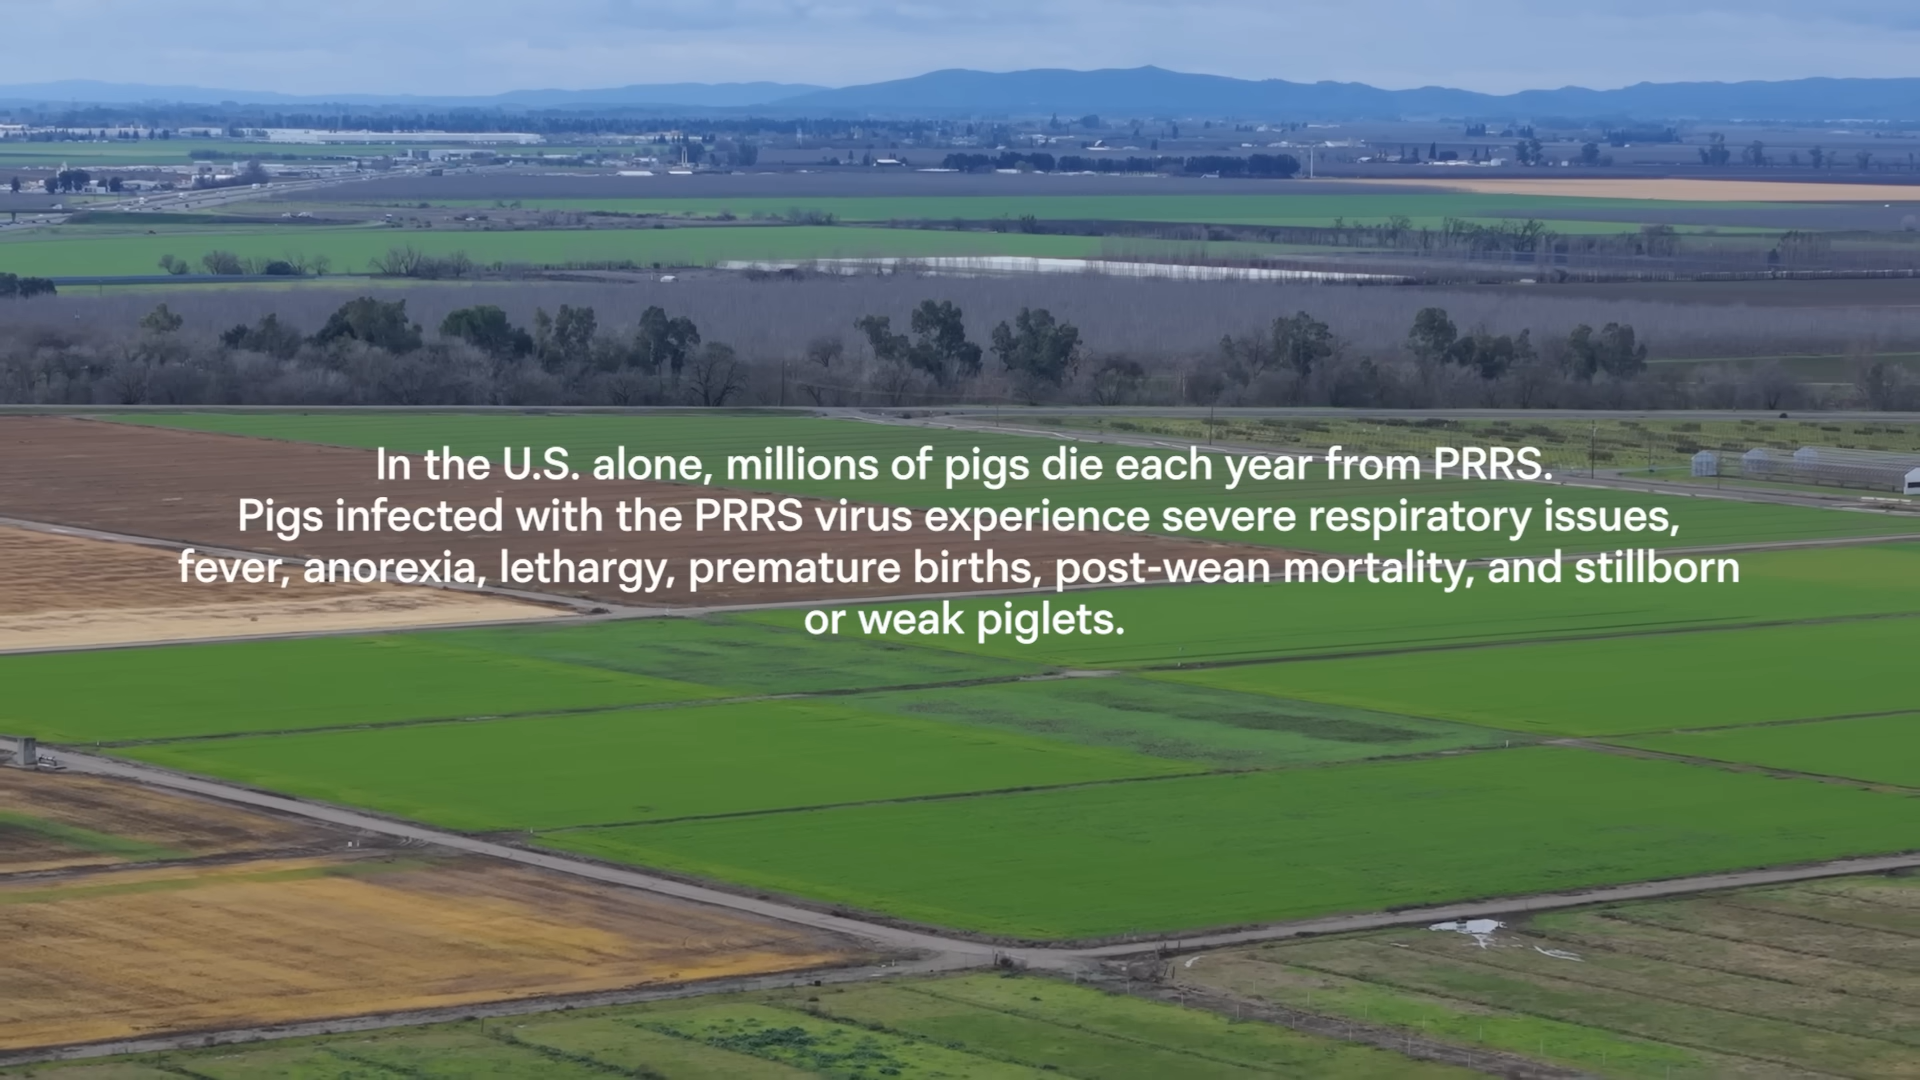 In the U.S. alone, millions of pigs die each year from PRRS.
Pigs infected with the PRRS virus experience severe respiratory issues,
fever, anorexia, lethargy, premature births, post-wean mortality, and stillborn
or weak piglets.